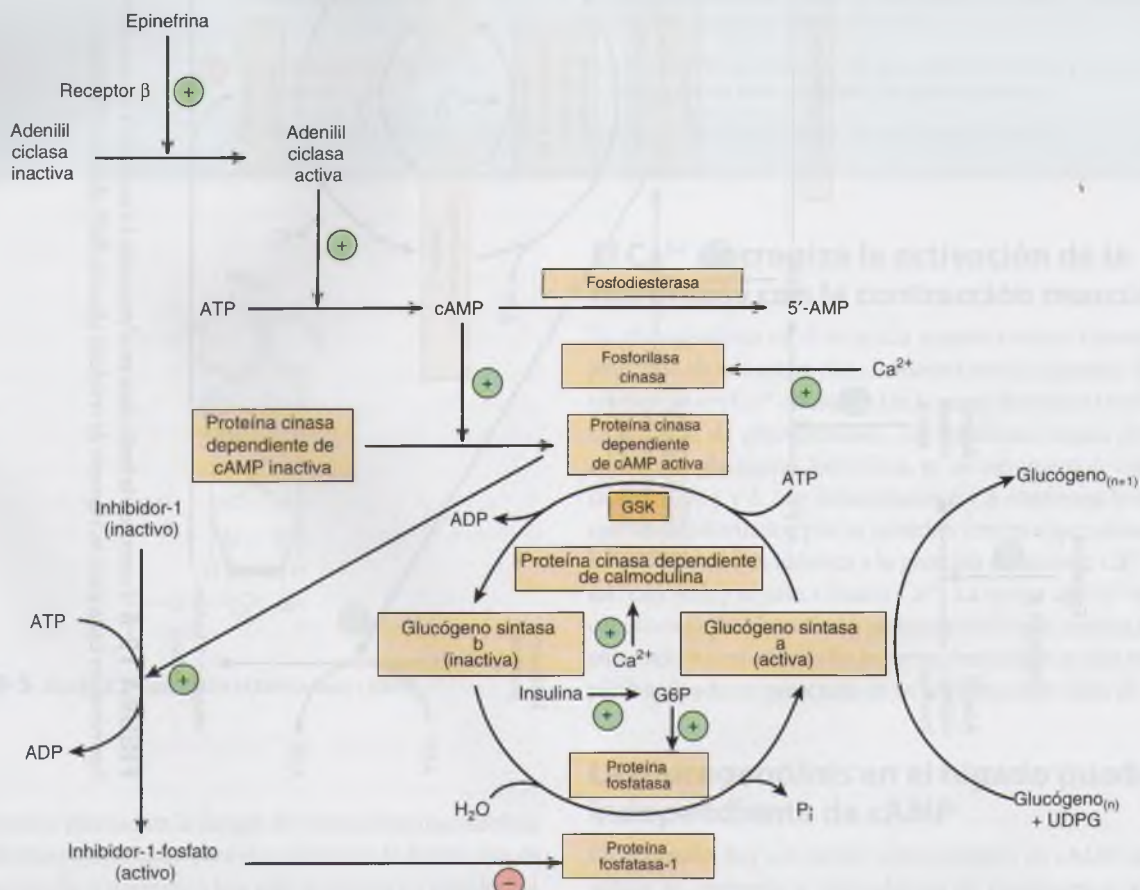 Epinefrina
Receptor β
+
Adenilil
ciclasa
inactiva
Adenilil
ciclasa
activa
+
Fosfodiesterasa
ATP
cAMP
5′-AMP
Fosforilasa
cinasa
Ca²⁺
+
+
Proteína cinasa
dependiente de
cAMP inactiva
Proteína cinasa
dependiente
de cAMP activa
ATP
Glucógeno(n+1)
GSK
ADP
Inhibidor-1
(inactivo)
Proteína cinasa dependiente
de calmodulina
ATP
Glucógeno sintasa
b
(inactiva)
+
Ca²⁺
Glucógeno sintasa
a
(activa)
+
Insulina
G6P
+
+
ADP
Proteína
fosfatasa
H₂O
Pi
Glucógeno(n)
+ UDPG
Inhibidor-1-fosfato
(activo)
−
Proteína
fosfatasa-1